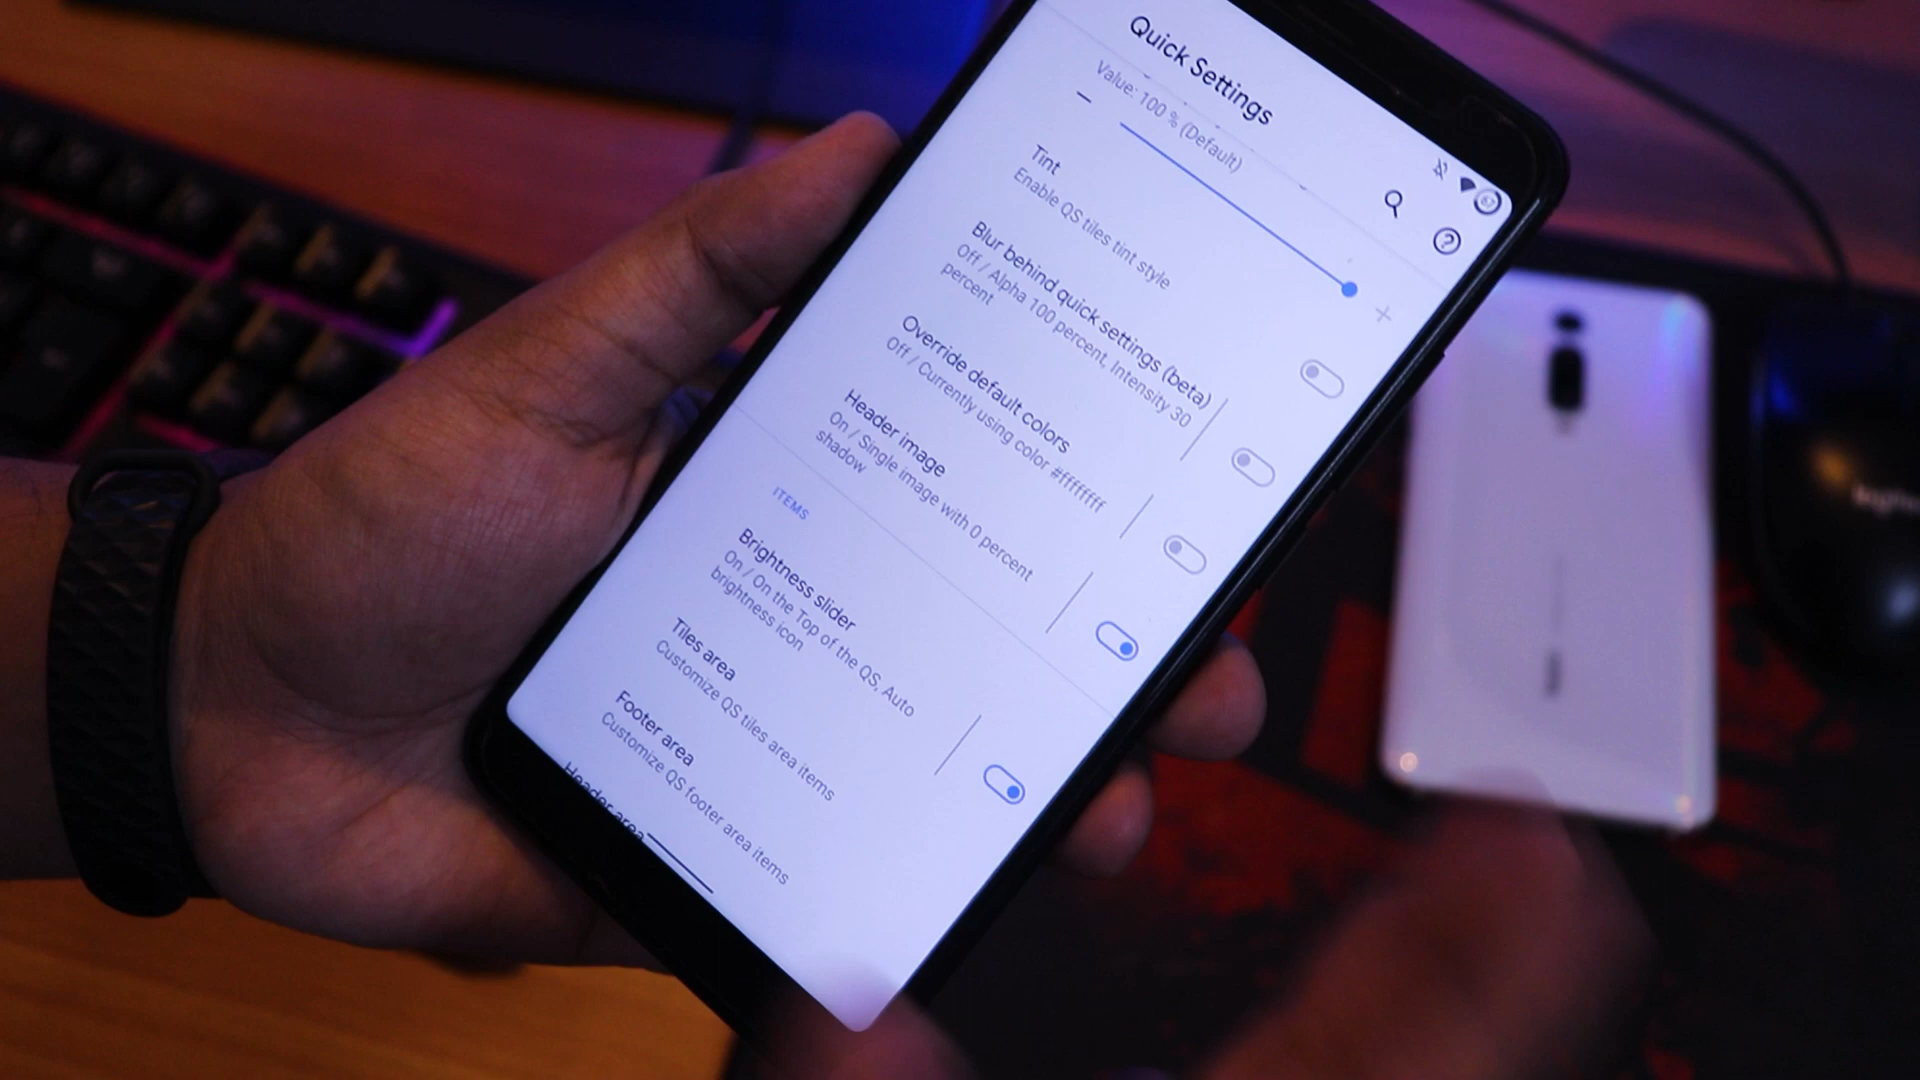 Quick Settings
Value: 100 % (Default)
Tint
Enable QS tiles tint style
Blur behind quick settings (beta)
Off / Alpha 100 percent, Intensity 30
percent
Override default colors
Off / Currently using color #ffffffff
Header image
On / Single image with 0 percent
shadow
ITEMS
Brightness slider
On / On the Top of the QS, Auto
brightness icon
Tiles area
Customize QS tiles area items
Footer area
Customize QS footer area items
Header area